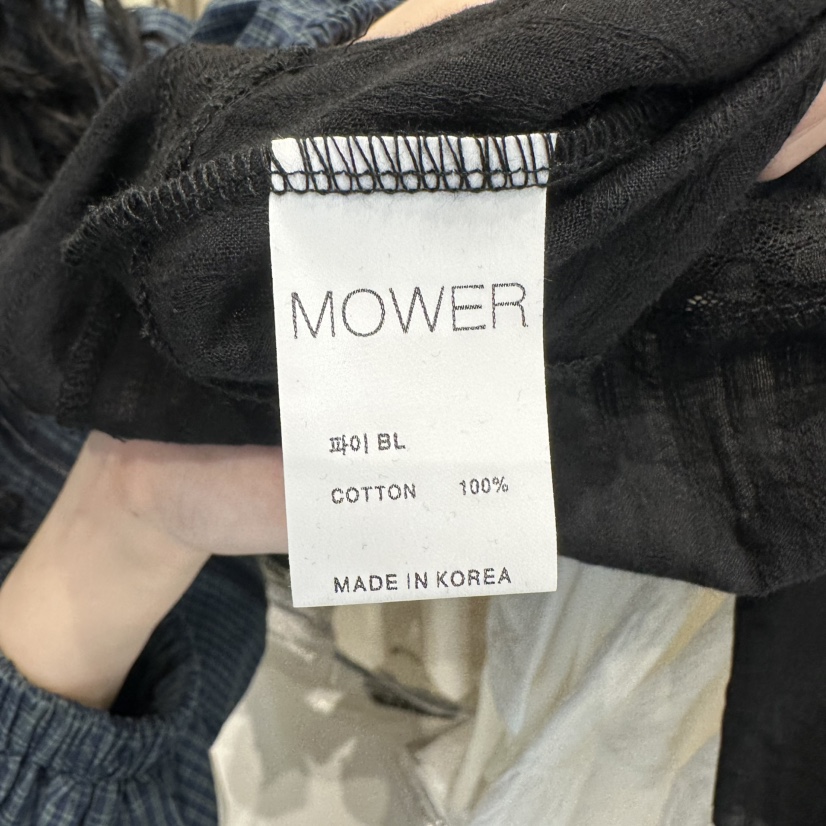 MOWER
파이 BL
COTTON 100%
MADE IN KOREA